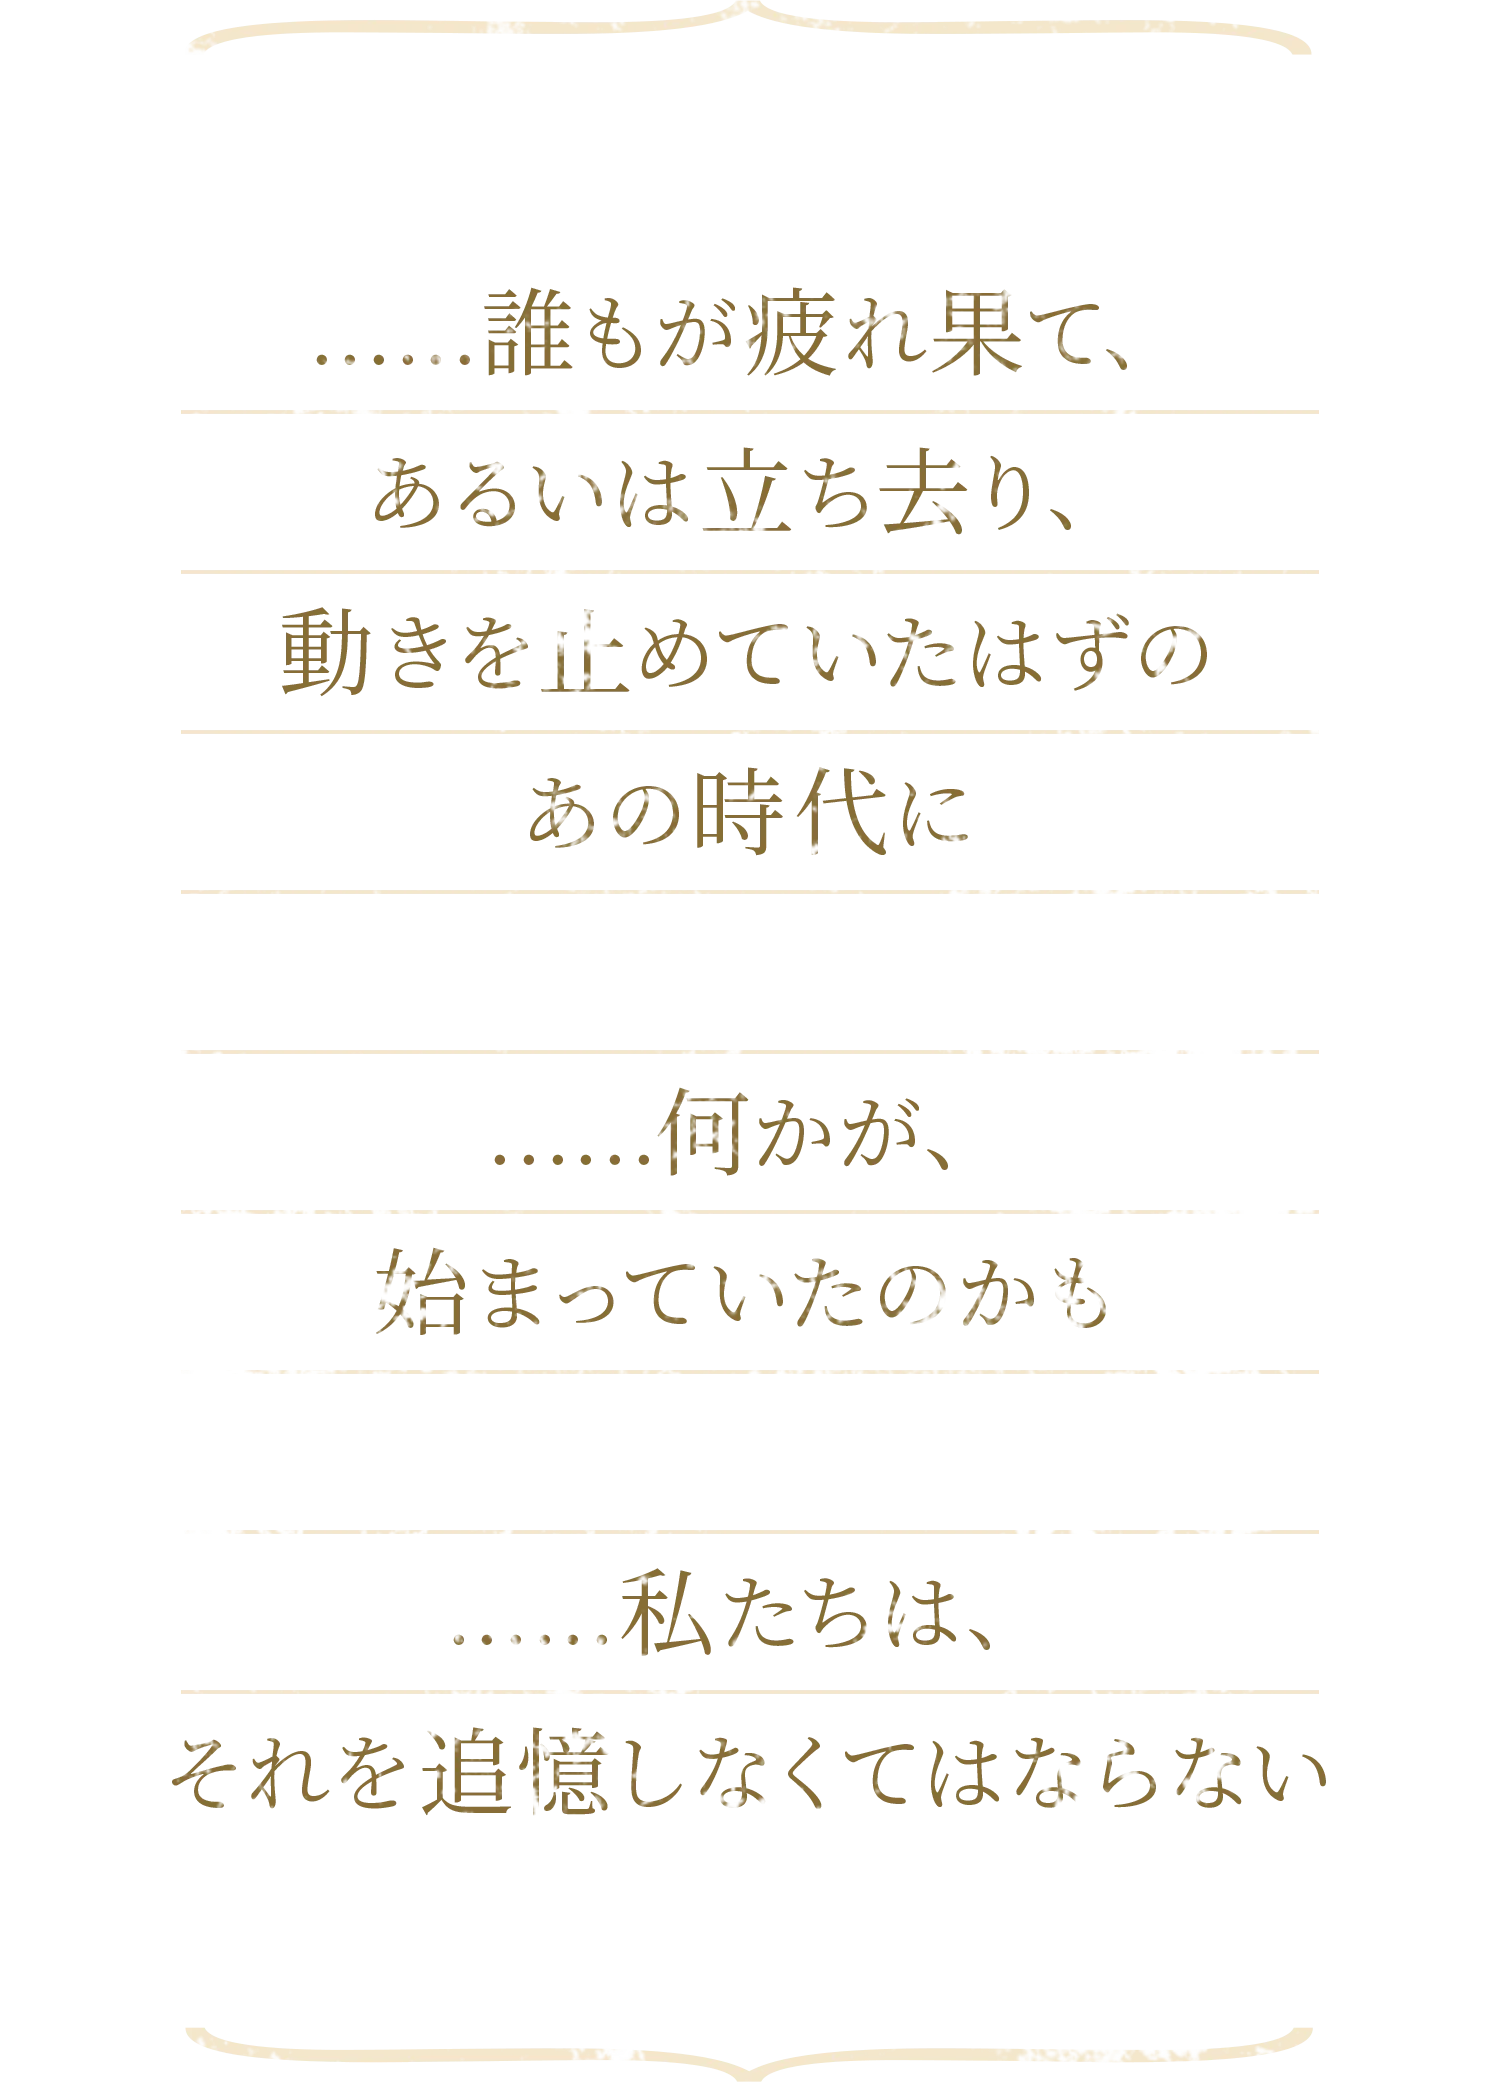 ……誰もが疲れ果て、
あるいは立ち去り、
動きを止めていたはずの
あの時代に
……何かが、
始まっていたのかも
……私たちは、
それを追憶しなくてはならない